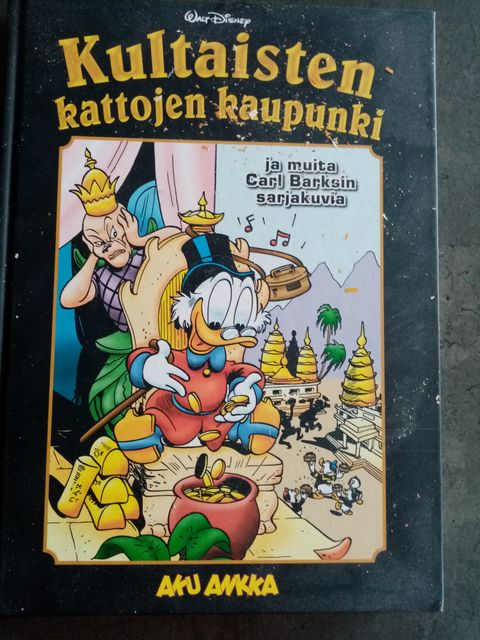 Walt Disney
Kultaisten
kattojen kaupunki
ja muita
Carl Barksin
sarjakuvia
AKU ANKKA